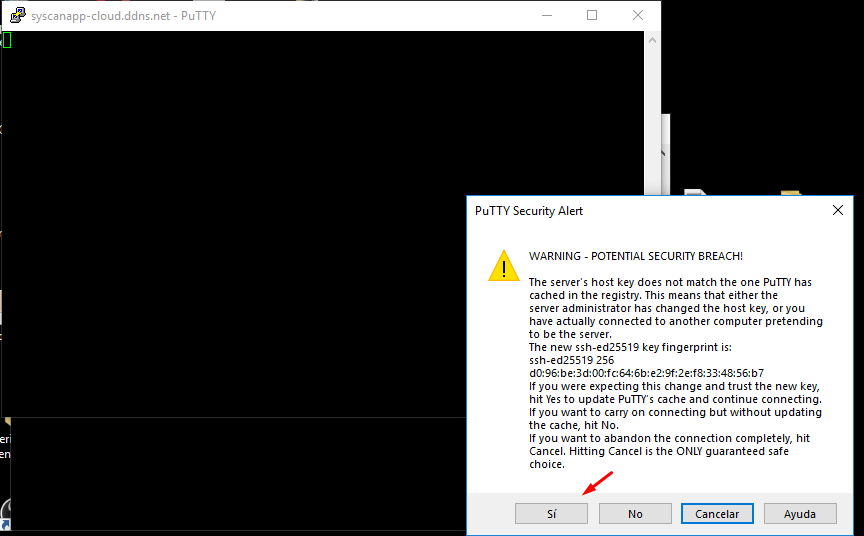 syscanapp-cloud.ddns.net - PuTTY
PuTTY Security Alert
WARNING - POTENTIAL SECURITY BREACH!
The server's host key does not match the one PuTTY has
cached in the registry. This means that either the
server administrator has changed the host key, or you
have actually connected to another computer pretending
to be the server.
The new ssh-ed25519 key fingerprint is:
ssh-ed25519 256
d0:96:be:3d:00:fc:64:6b:e2:9f:2e:f8:33:48:56:b7
If you were expecting this change and trust the new key,
hit Yes to update PuTTY's cache and continue connecting.
If you want to carry on connecting but without updating
the cache, hit No.
If you want to abandon the connection completely, hit
Cancel. Hitting Cancel is the ONLY guaranteed safe
choice.
Sí
No
Cancelar
Ayuda